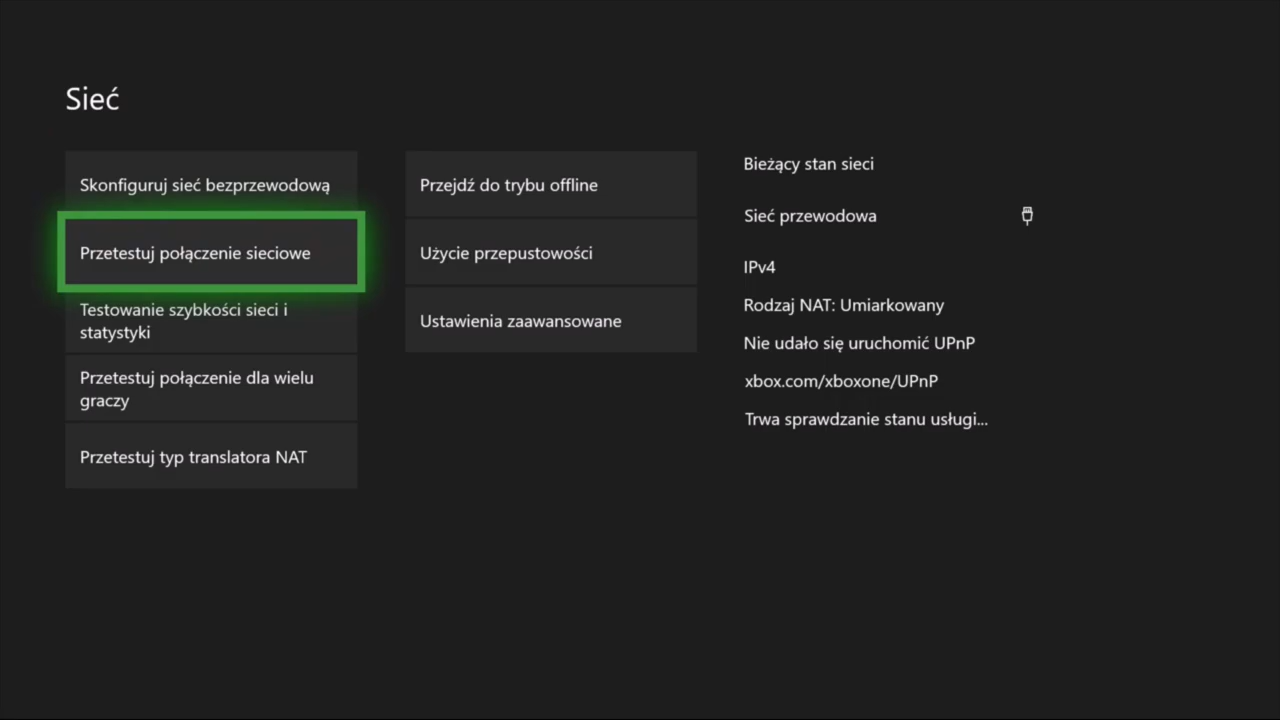 Sieć
Skonfiguruj sieć bezprzewodową
Przetestuj połączenie sieciowe
Testowanie szybkości sieci i
statystyki
Przetestuj połączenie dla wielu
graczy
Przetestuj typ translatora NAT
Przejdź do trybu offline
Użycie przepustowości
Ustawienia zaawansowane
Bieżący stan sieci
Sieć przewodowa
IPv4
Rodzaj NAT: Umiarkowany
Nie udało się uruchomić UPnP
xbox.com/xboxone/UPnP
Trwa sprawdzanie stanu usługi...